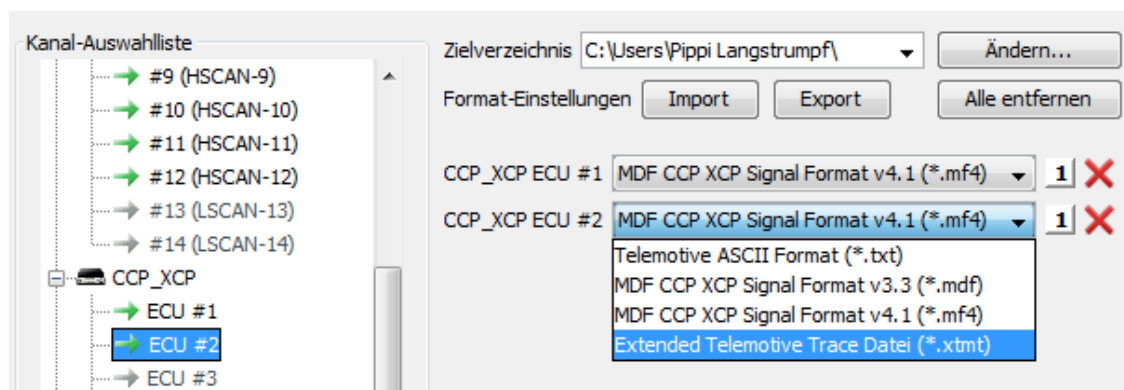 Kanal-Auswahlliste
#9 (HSCAN-9)
#10 (HSCAN-10)
#11 (HSCAN-11)
#12 (HSCAN-12)
#13 (LSCAN-13)
#14 (LSCAN-14)
CCP_XCP
ECU #1
ECU #2
ECU #3
Zielverzeichnis C:\Users\Pippi Langstrumpf\ Ändern...
Format-Einstellungen Import Export Alle entfernen
CCP_XCP ECU #1 MDF CCP XCP Signal Format v4.1 (*.mf4) 1
CCP_XCP ECU #2 MDF CCP XCP Signal Format v4.1 (*.mf4) 1
Telemotive ASCII Format (*.txt)
MDF CCP XCP Signal Format v3.3 (*.mdf)
MDF CCP XCP Signal Format v4.1 (*.mf4)
Extended Telemotive Trace Datei (*.xtmt)